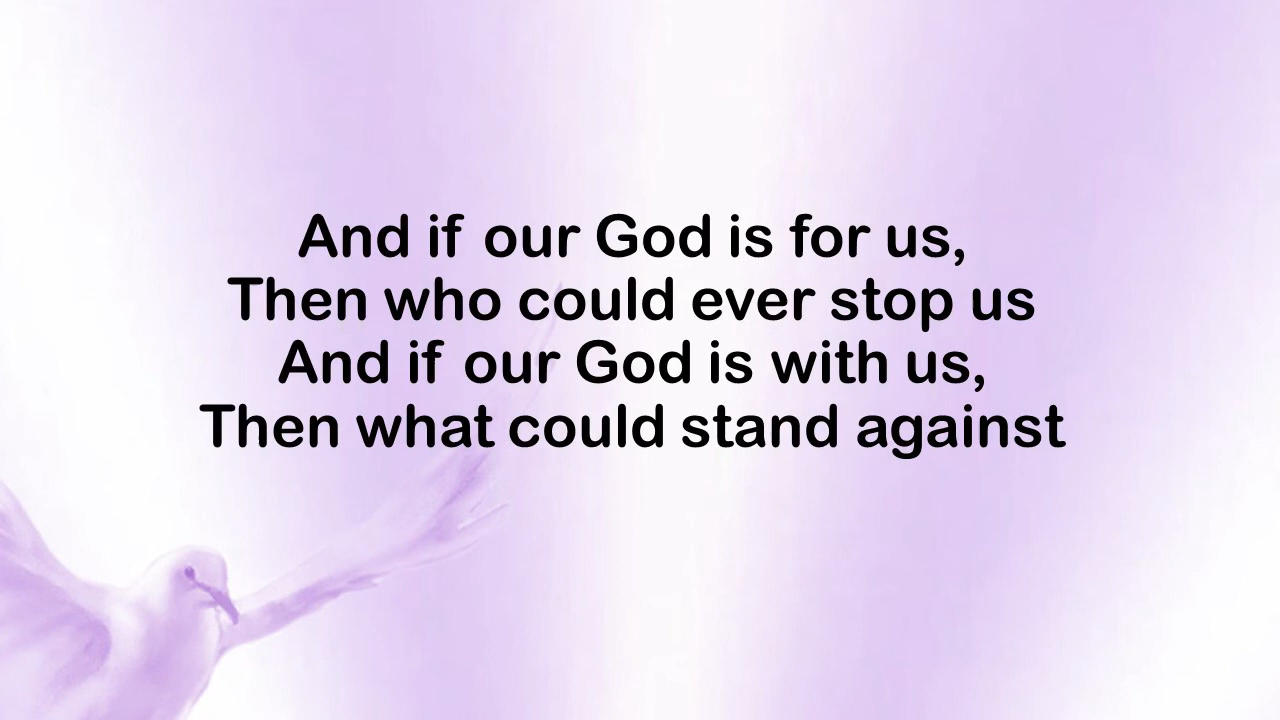 And if our God is for us,
Then who could ever stop us
And if our God is with us,
Then what could stand against